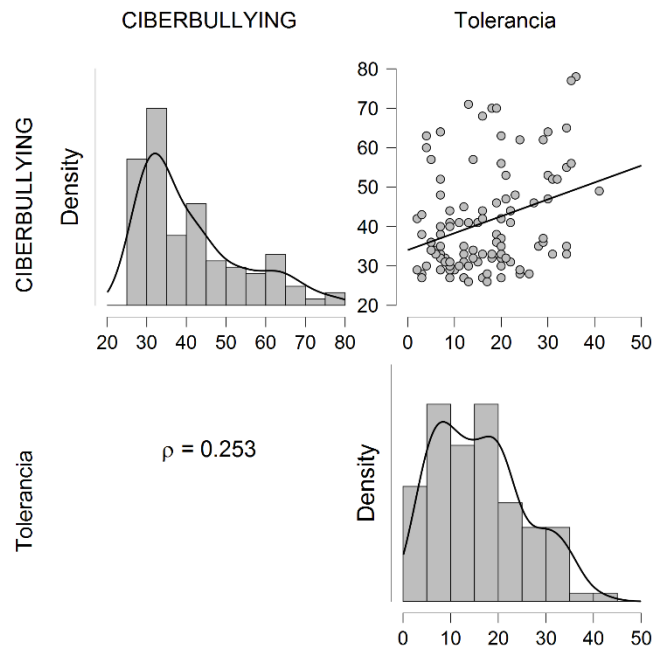 CIBERBULLYING Tolerancia
CIBERBULLYING
Density
80
70
60
50
40
30
20
20 30 40 50 60 70 80
0 10 20 30 40 50
Tolerancia
ρ = 0.253
Density
0 10 20 30 40 50